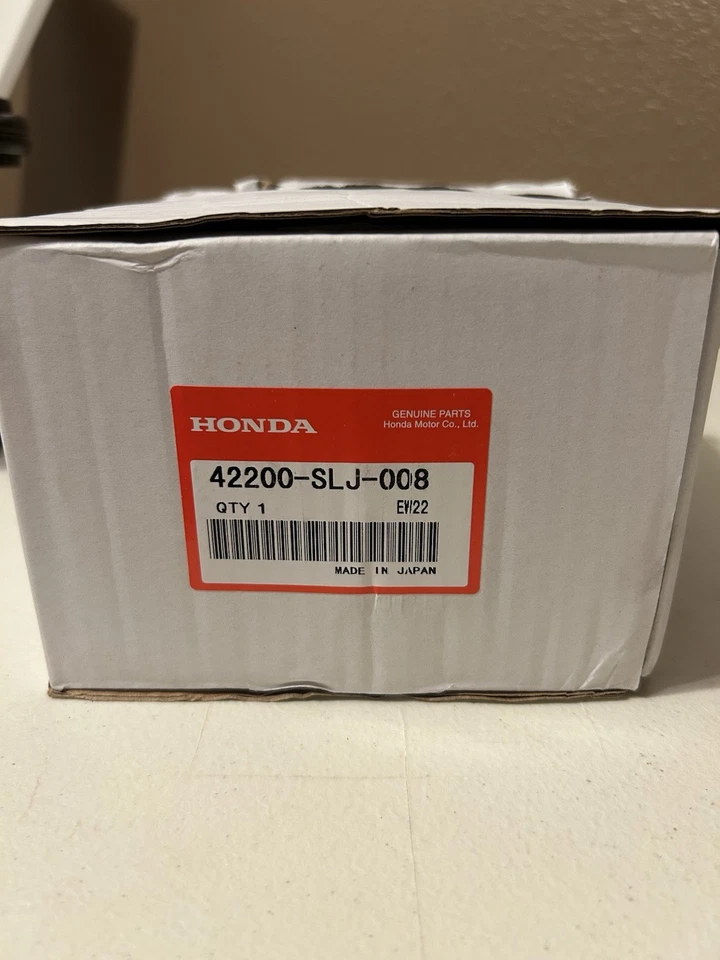 HONDA
GENUINE PARTS
Honda Motor Co., Ltd.
42200-SLJ-008
QTY 1 EW22
MADE IN JAPAN